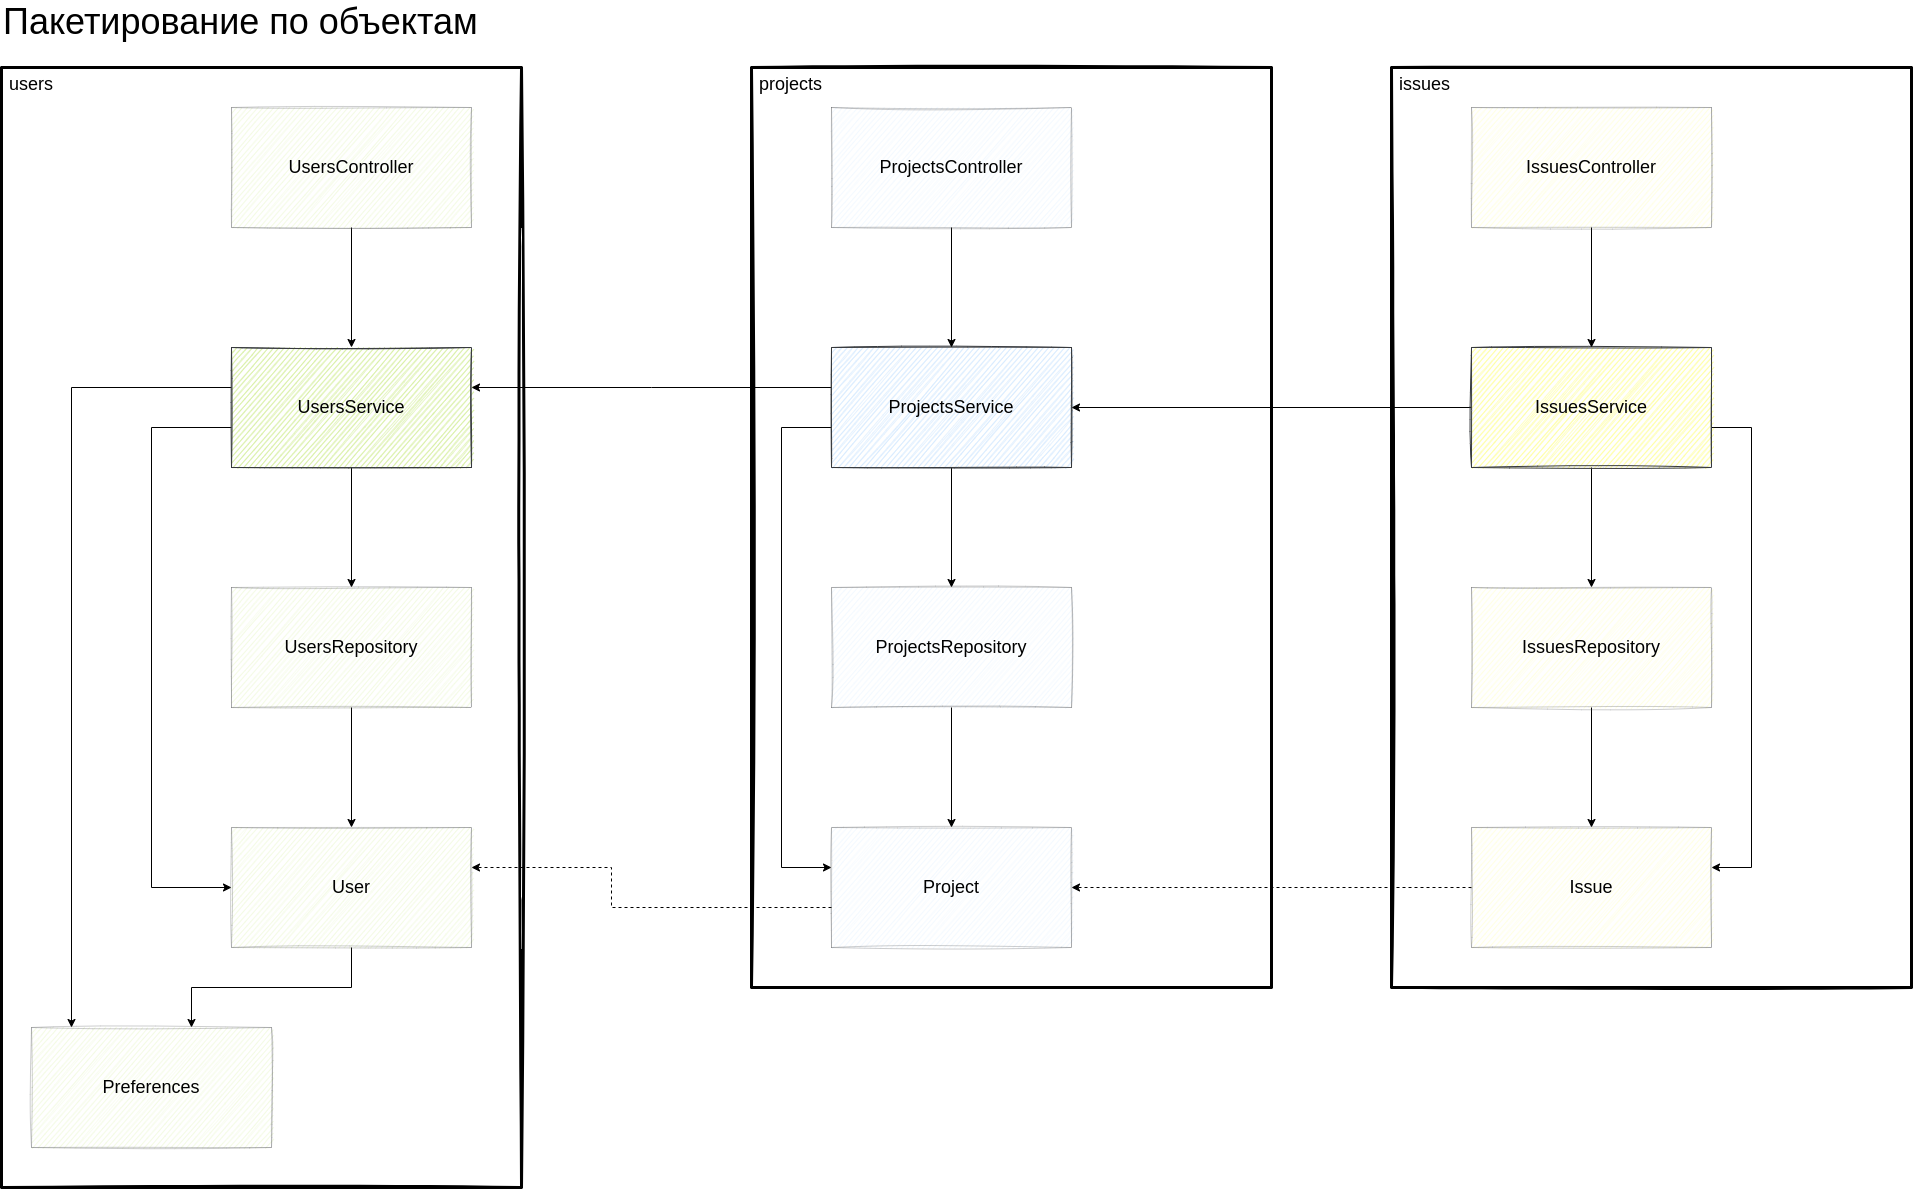 Пакетирование по объектам
users
projects
issues
UsersController
ProjectsController
IssuesController
UsersService
ProjectsService
IssuesService
UsersRepository
ProjectsRepository
IssuesRepository
User
Project
Issue
Preferences